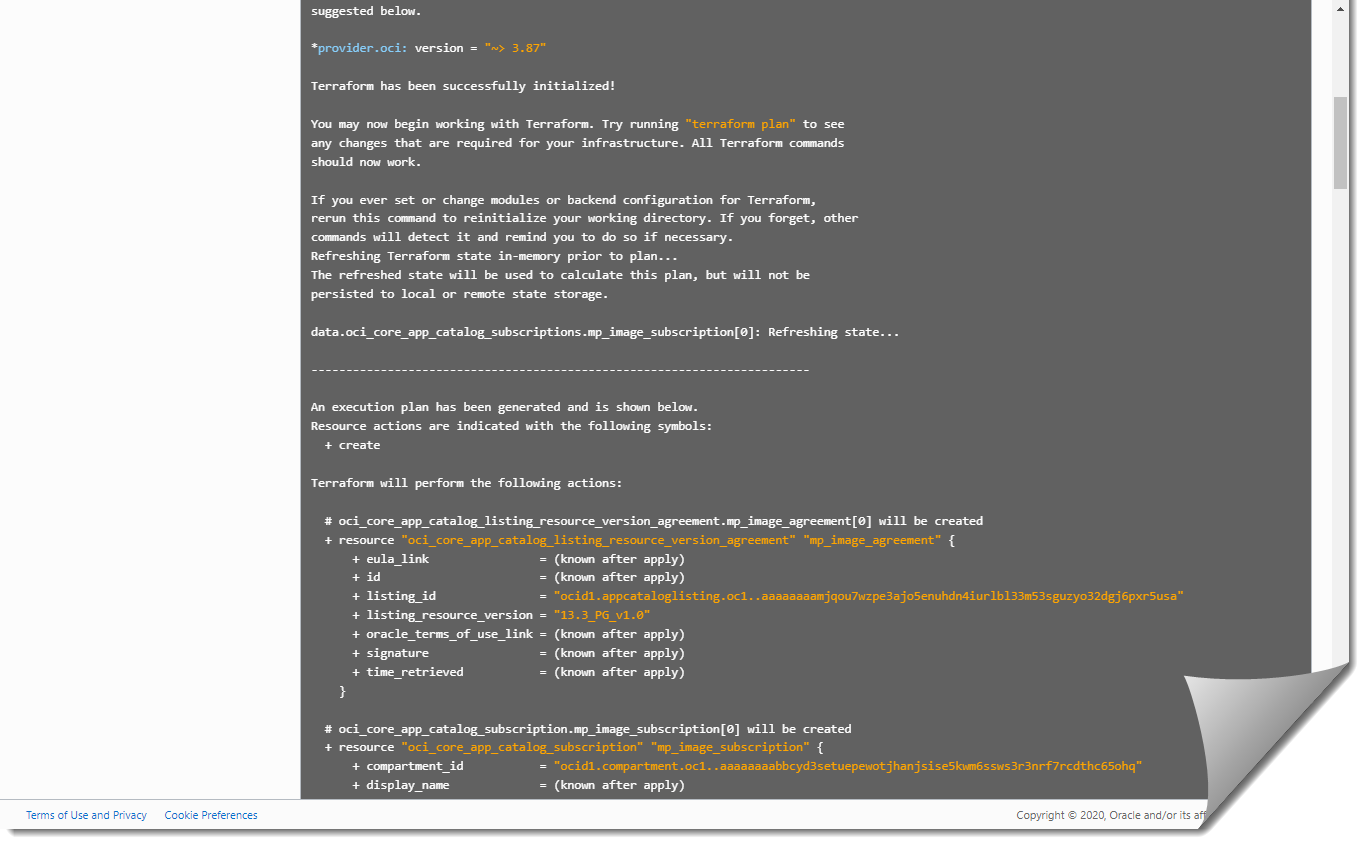 suggested below.
*provider.oci: version = "~> 3.87"
Terraform has been successfully initialized!
You may now begin working with Terraform. Try running "terraform plan" to see
any changes that are required for your infrastructure. All Terraform commands
should now work.
If you ever set or change modules or backend configuration for Terraform,
rerun this command to reinitialize your working directory. If you forget, other
commands will detect it and remind you to do so if necessary.
Refreshing Terraform state in-memory prior to plan...
The refreshed state will be used to calculate this plan, but will not be
persisted to local or remote state storage.
data.oci_core_app_catalog_subscriptions.mp_image_subscription[0]: Refreshing state...
------------------------------------------------------------------------
An execution plan has been generated and is shown below.
Resource actions are indicated with the following symbols:
+ create
Terraform will perform the following actions:
# oci_core_app_catalog_listing_resource_version_agreement.mp_image_agreement[0] will be created
+ resource "oci_core_app_catalog_listing_resource_version_agreement" "mp_image_agreement" {
+ eula_link = (known after apply)
+ id = (known after apply)
+ listing_id = "ocid1.appcataloglisting.oc1..aaaaaaaamjqou7wzpe3ajo5enuhdn4iurlbl33m53sguzyo32dgj6pxr5usa"
+ listing_resource_version = "13.3_PG_v1.0"
+ oracle_terms_of_use_link = (known after apply)
+ signature = (known after apply)
+ time_retrieved = (known after apply)
}
# oci_core_app_catalog_subscription.mp_image_subscription[0] will be created
+ resource "oci_core_app_catalog_subscription" "mp_image_subscription" {
+ compartment_id = "ocid1.compartment.oc1..aaaaaaaabbcyd3setuepewotjhanjsise5kwm6ssws3r3nrf7rcdthc65ohq"
+ display_name = (known after apply)
Terms of Use and Privacy Cookie Preferences Copyright © 2020, Oracle and/or its aff